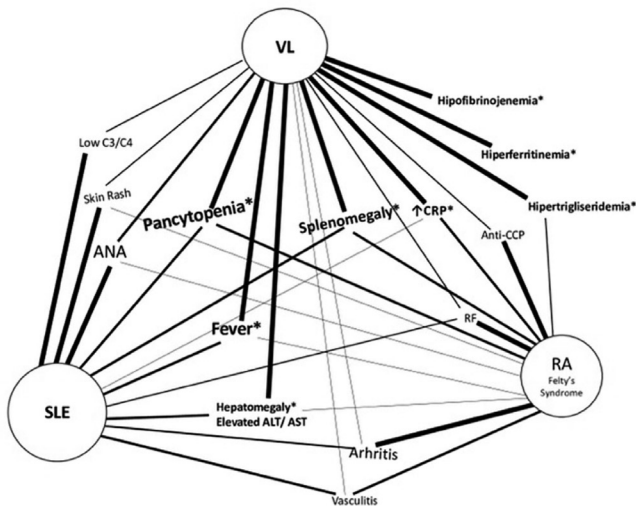 VL
Hipofibrinojenemia*
Low C3/C4
Hiperferritinemia*
Skin Rash
Pancytopenia*
Splenomegaly*
↑CRP*
Hipertrigliseridemia*
ANA
Anti-CCP
Fever*
RF
RA
Felty's
Syndrome
SLE
Hepatomegaly*
Elevated ALT/ AST
Arhritis
Vasculitis